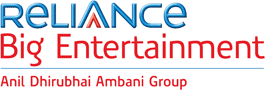 RELIANCE
Big Entertainment
Anil Dhirubhai Ambani Group